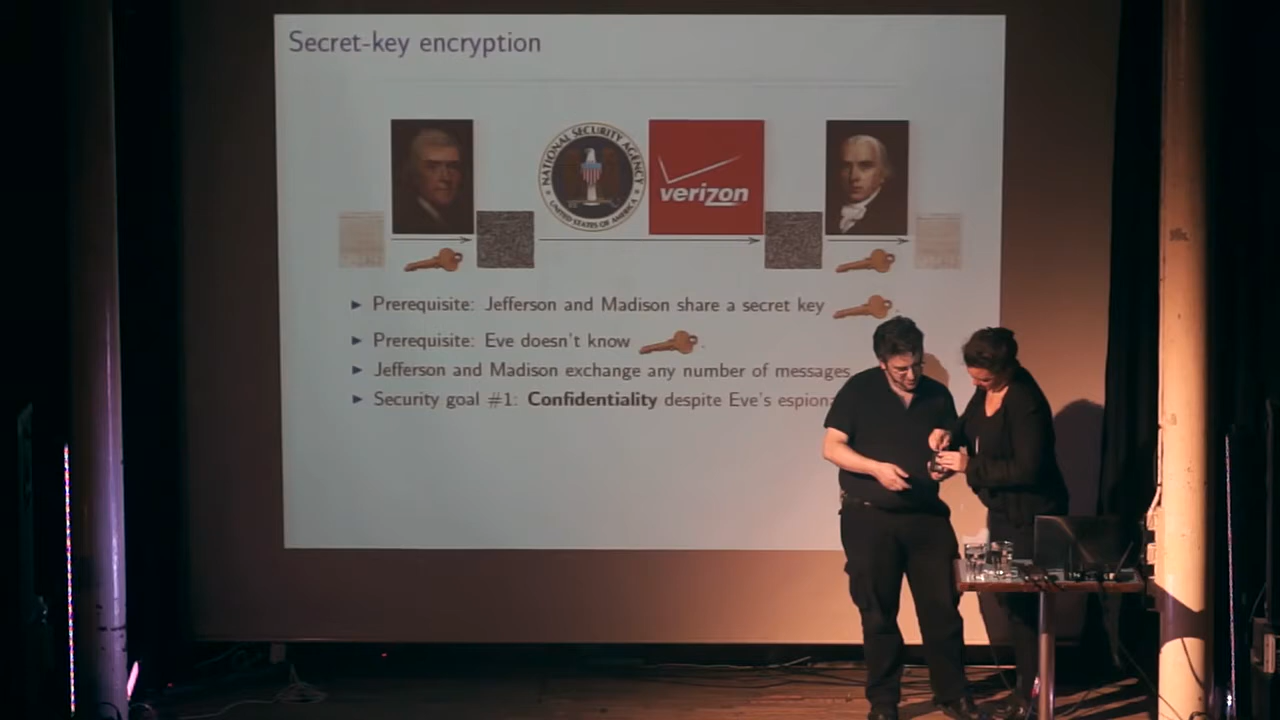 Secret-key encryption
NATIONAL SECURITY AGENCY
UNITED STATES OF AMERICA
verizon
Prerequisite: Jefferson and Madison share a secret key
Prerequisite: Eve doesn't know
Jefferson and Madison exchange any number of messages
Security goal #1: Confidentiality despite Eve's espiona